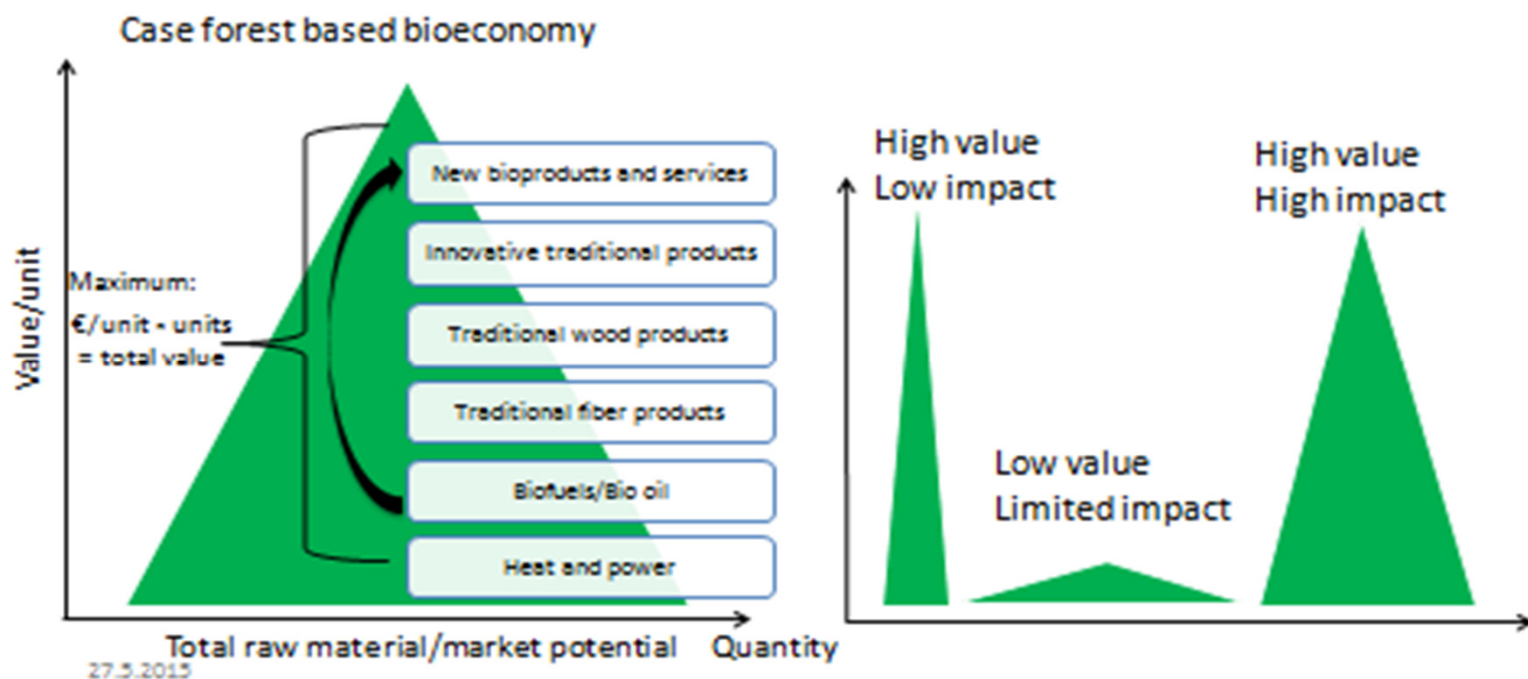 Case forest based bioeconomy
Value/unit
Maximum:
€/unit * units
= total value
New bioproducts and services
Innovative traditional products
Traditional wood products
Traditional fiber products
Biofuels/Bio oil
Heat and power
Total raw material/market potential
Quantity
27.5.2015
High value
Low impact
Low value
Limited impact
High value
High impact